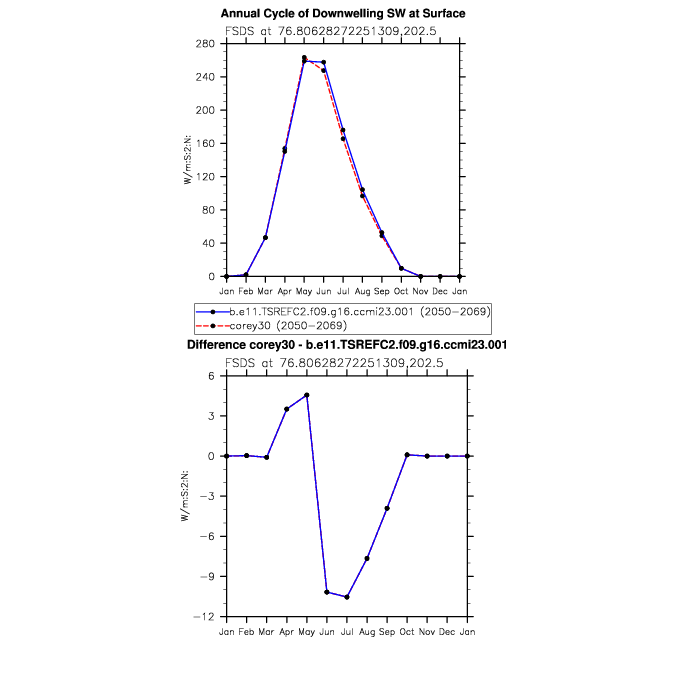 Annual Cycle of Downwelling SW at Surface
FSDS at 76.80628272251309,202.5
280
240
200
160
120
80
40
0
W/m:S:2:N:
Jan Feb Mar Apr May Jun Jul Aug Sep Oct Nov Dec Jan
b.e11.TSREFC2.f09.g16.ccmi23.001 (2050-2069)
corey30 (2050-2069)
Difference corey30 - b.e11.TSREFC2.f09.g16.ccmi23.001
FSDS at 76.80628272251309,202.5
6
3
0
-3
-6
-9
-12
W/m:S:2:N:
Jan Feb Mar Apr May Jun Jul Aug Sep Oct Nov Dec Jan